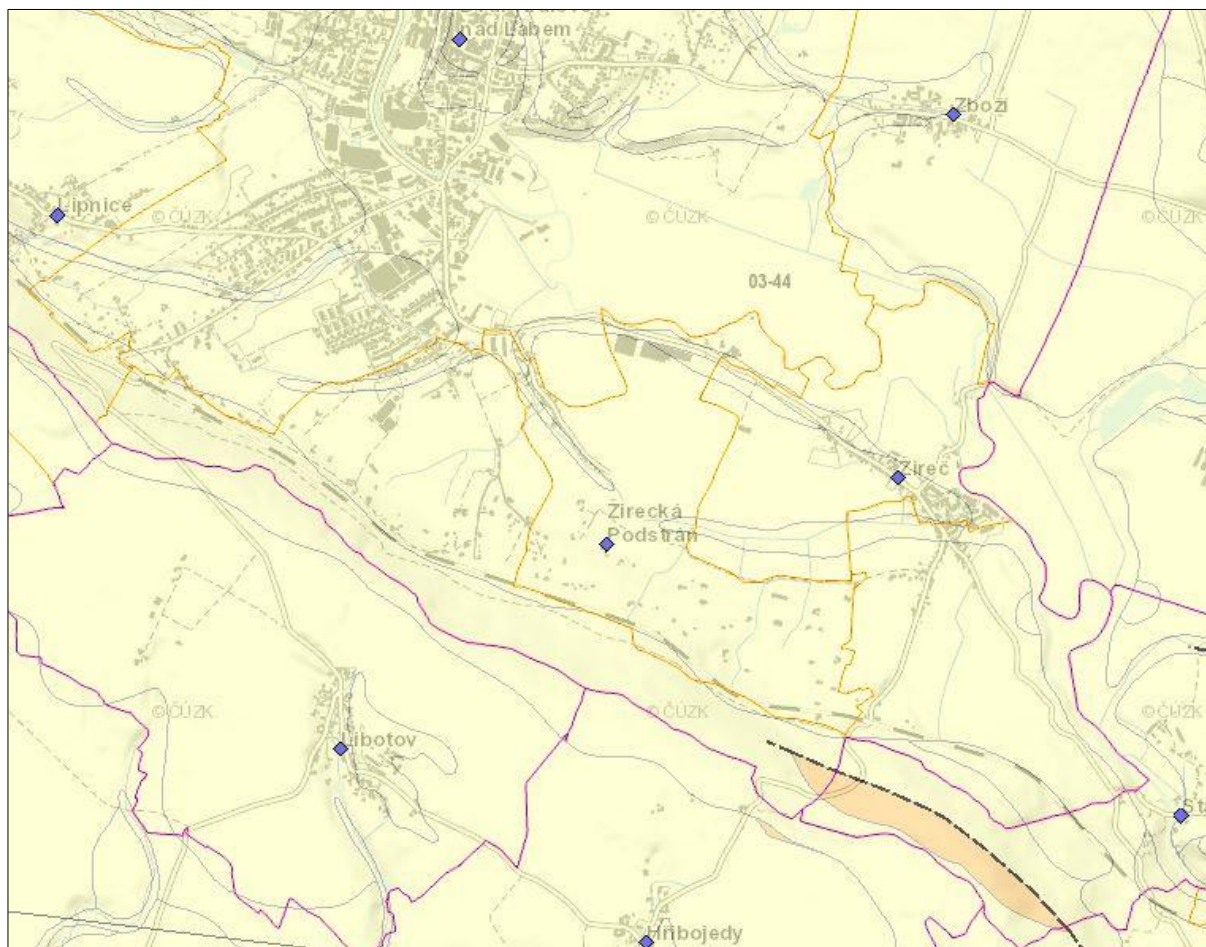 nad Labem
Zboží
Lipnice
© ČÚZK
© ČÚZK
© ČÚZK
03-44
Žireč
Žirecká
Podstráň
© ČÚZK
© ČÚZK
© ČÚZK
Libotov
Hřibojedy